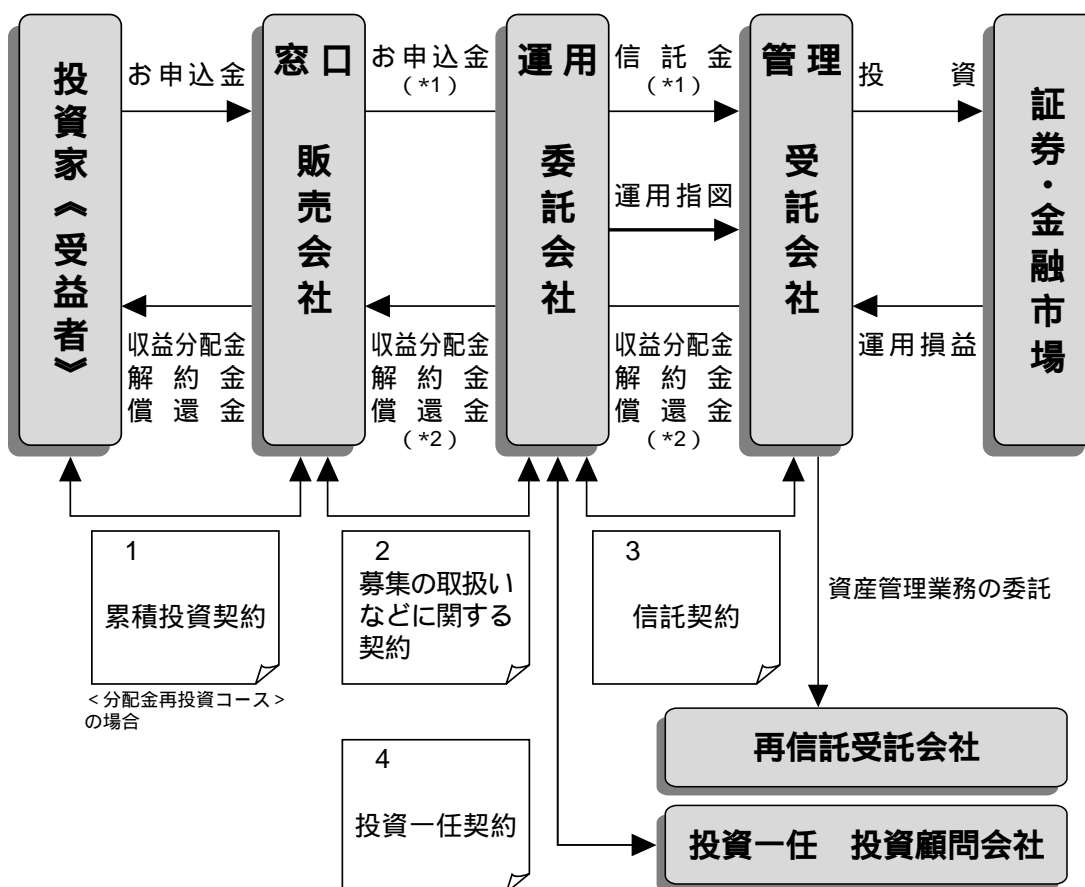 投資家《受益者》
お申込金
窓口
販売会社
お申込金
(*1)
運用
委託会社
信託金
(*1)
運用指図
管理
受託会社
投資
証券・金融市場
収益分配金
解約金
償還金
収益分配金
解約金
償還金
(*2)
収益分配金
解約金
償還金
(*2)
運用損益
1
累積投資契約
<分配金再投資コース>
の場合
2
募集の取扱い
などに関する
契約
3
信託契約
資産管理業務の委託
再信託受託会社
4
投資一任契約
投資一任　投資顧問会社